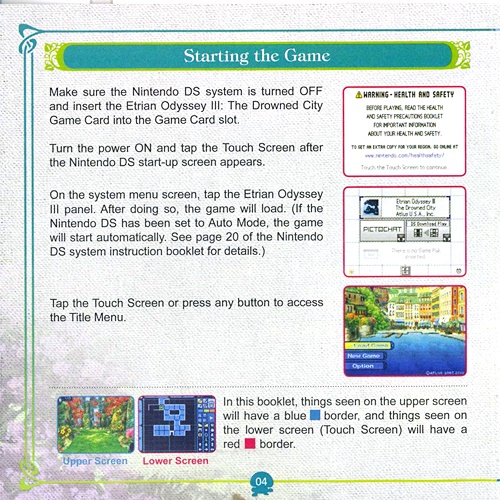 Starting the Game
Make sure the Nintendo DS system is turned OFF
and insert the Etrian Odyssey III: The Drowned City
Game Card into the Game Card slot.
Turn the power ON and tap the Touch Screen after
the Nintendo DS start-up screen appears.
WARNING - HEALTH AND SAFETY
BEFORE PLAYING, READ THE HEALTH
AND SAFETY PRECAUTIONS BOOKLET
FOR IMPORTANT INFORMATION
ABOUT YOUR HEALTH AND SAFETY.
TO GET AN EXTRA COPY FOR YOUR REGION, GO ONLINE AT
www.nintendo.com/healthsafety/
Touch the Touch Screen to continue.
On the system menu screen, tap the Etrian Odyssey
III panel. After doing so, the game will load. (If the
Nintendo DS has been set to Auto Mode, the game
will start automatically. See page 20 of the Nintendo
DS system instruction booklet for details.)
Etrian Odyssey III
The Drowned City
Atlus U.S.A., Inc.
PICTOCHAT
DS Download Play
Tap the Touch Screen or press any button to access
the Title Menu.
Load Game
New Game
Option
In this booklet, things seen on the upper screen
will have a blue border, and things seen on
the lower screen (Touch Screen) will have a
red border.
Upper Screen
Lower Screen
04